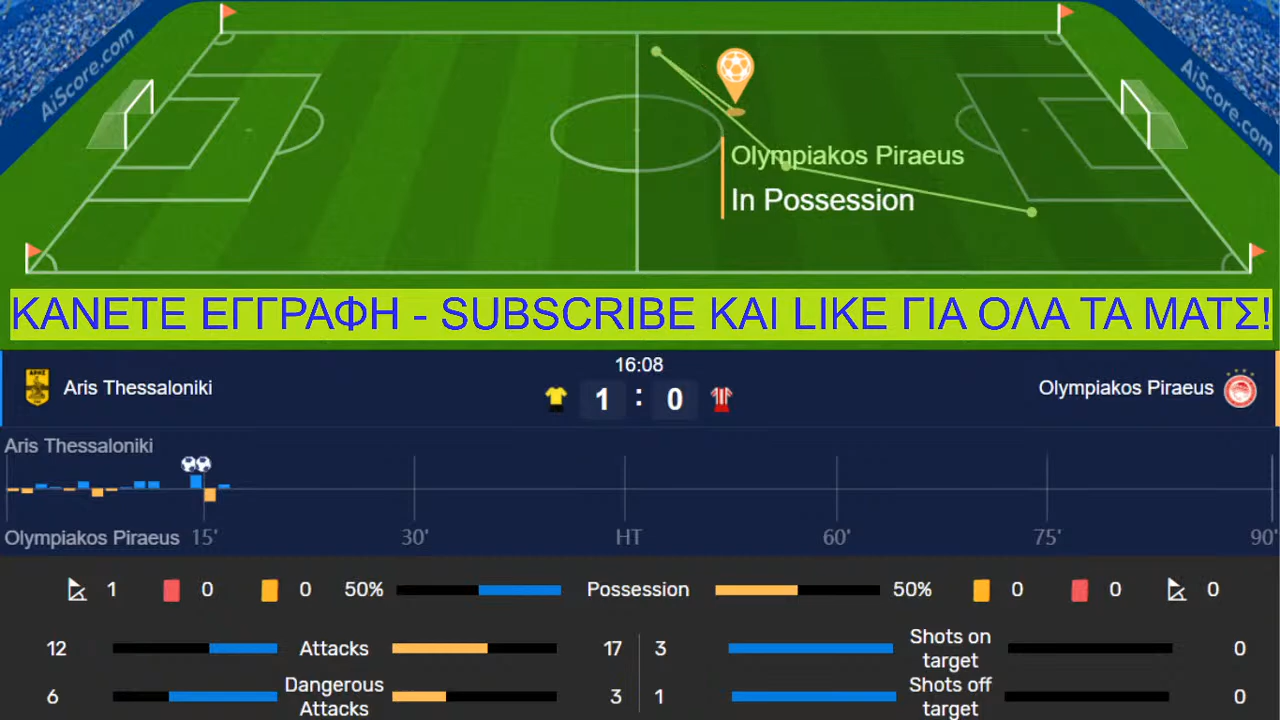 AiScore.com
AiScore.com
Olympiakos Piraeus
In Possession
ΚΑΝΕΤΕ ΕΓΓΡΑΦΗ - SUBSCRIBE ΚΑΙ LIKE ΓΙΑ ΟΛΑ ΤΑ ΜΑΤΣ!
16:08
ΑΡΗΣ
Aris Thessaloniki
1 : 0
Olympiakos Piraeus
Aris Thessaloniki
Olympiakos Piraeus 15' 30' HT 60' 75' 90'
1 0 0 50% Possession 50% 0 0 0
12 Attacks 17
3 Shots on
target 0
6 Dangerous
Attacks 3
1 Shots off
target 0